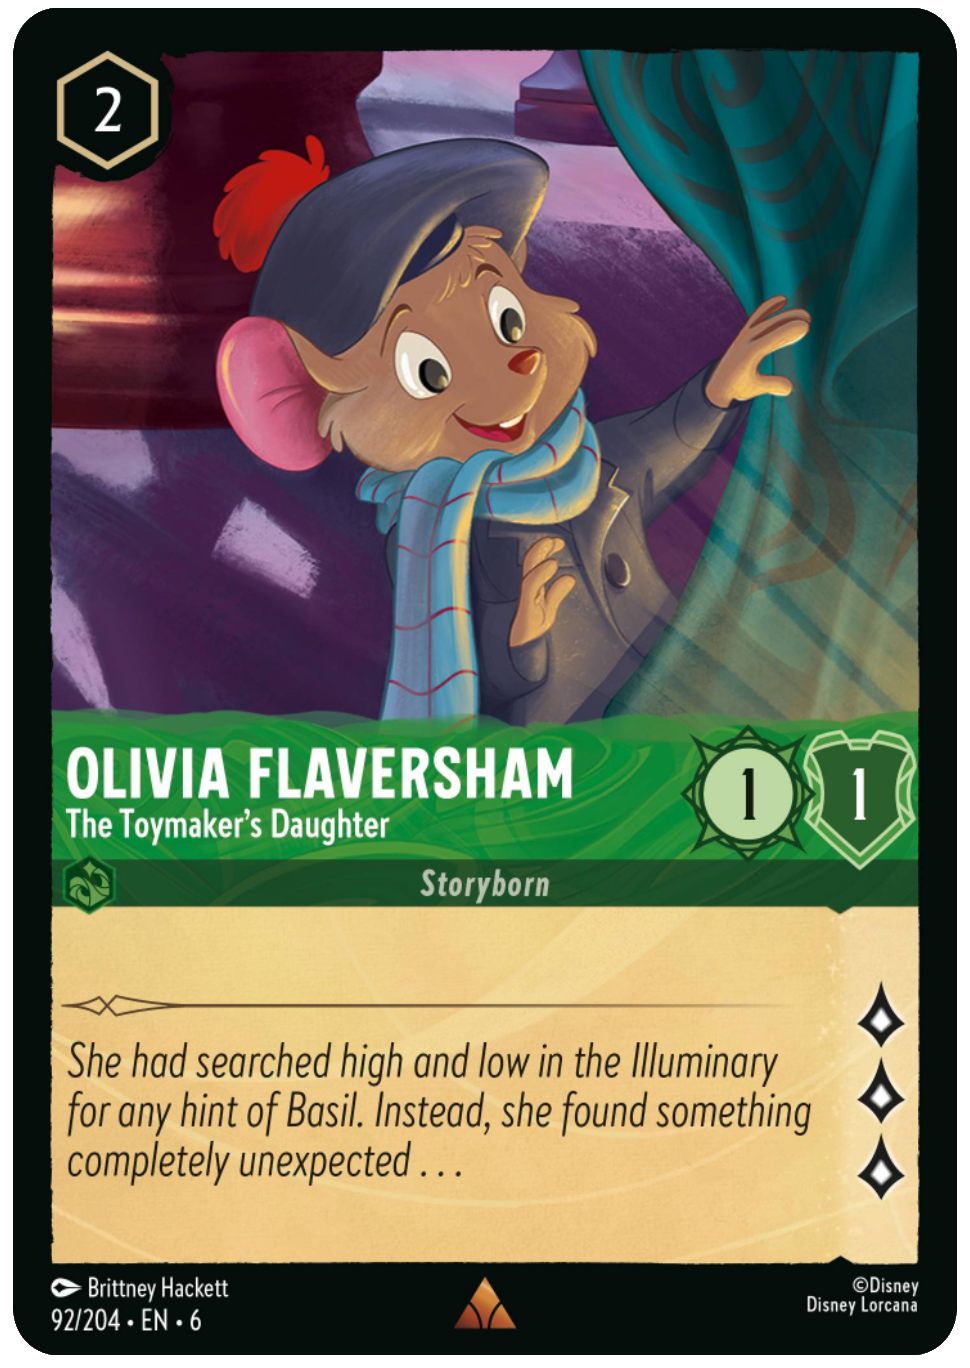 2
OLIVIA FLAVERSHAM
The Toymaker's Daughter
1
1
Storyborn
She had searched high and low in the Illuminary
for any hint of Basil. Instead, she found something
completely unexpected . . .
Brittney Hackett
92/204 • EN • 6
©Disney
Disney Lorcana